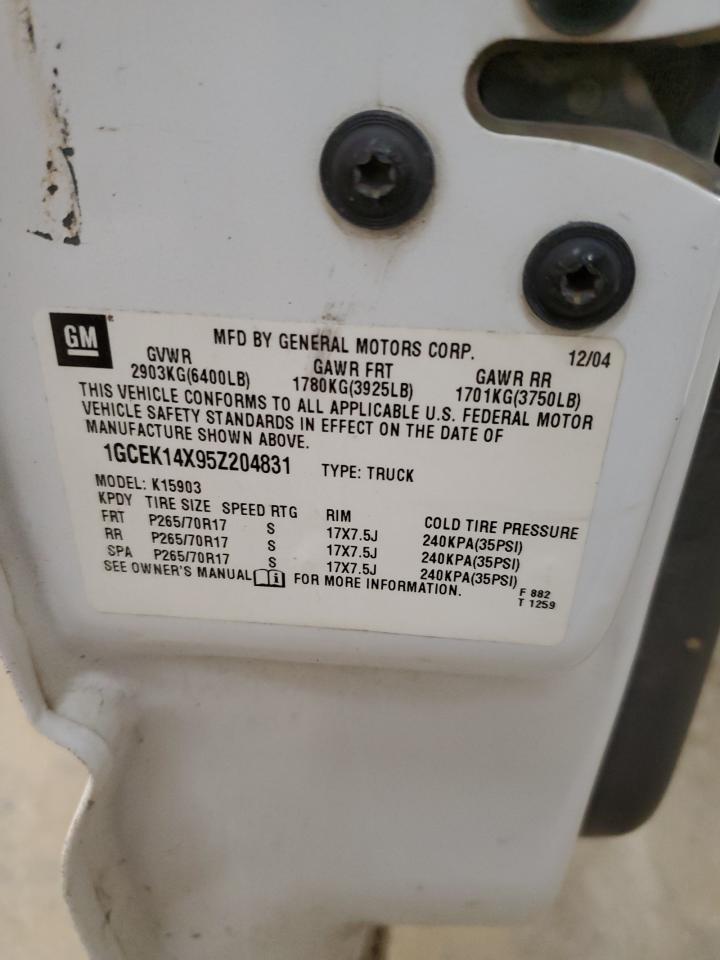 GM
MFD BY GENERAL MOTORS CORP. 12/04
GVWR GAWR FRT GAWR RR
2903KG(6400LB) 1780KG(3925LB) 1701KG(3750LB)
THIS VEHICLE CONFORMS TO ALL APPLICABLE U.S. FEDERAL MOTOR
VEHICLE SAFETY STANDARDS IN EFFECT ON THE DATE OF
MANUFACTURE SHOWN ABOVE.
1GCEK14X95Z204831 TYPE: TRUCK
MODEL: K15903
KPDY TIRE SIZE SPEED RTG RIM COLD TIRE PRESSURE
FRT P265/70R17 S 17X7.5J 240KPA(35PSI)
RR P265/70R17 S 17X7.5J 240KPA(35PSI)
SPA P265/70R17 S 17X7.5J 240KPA(35PSI)
SEE OWNER'S MANUAL FOR MORE INFORMATION.
F 882
T 1259